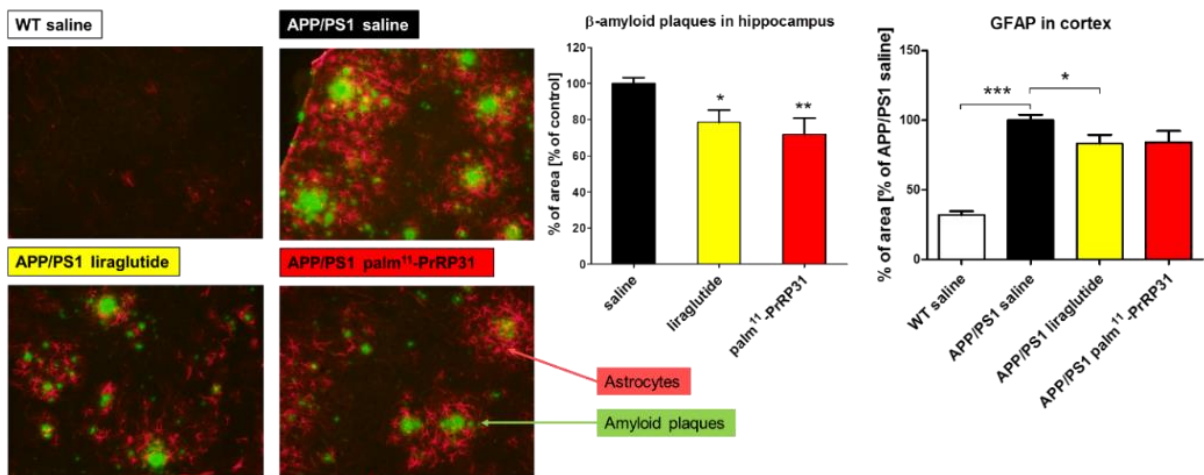 WT saline
APP/PS1 saline
APP/PS1 liraglutide
APP/PS1 palm¹¹-PrRP31
Astrocytes
Amyloid plaques
β-amyloid plaques in hippocampus
% of area [% of control]
120
100
80
60
40
20
0
*
**
saline
liraglutide
palm¹¹-PrRP31
GFAP in cortex
% of area [% of APP/PS1 saline]
150
100
50
0
***
*
WT saline
APP/PS1 saline
APP/PS1 liraglutide
APP/PS1 palm¹¹-PrRP31